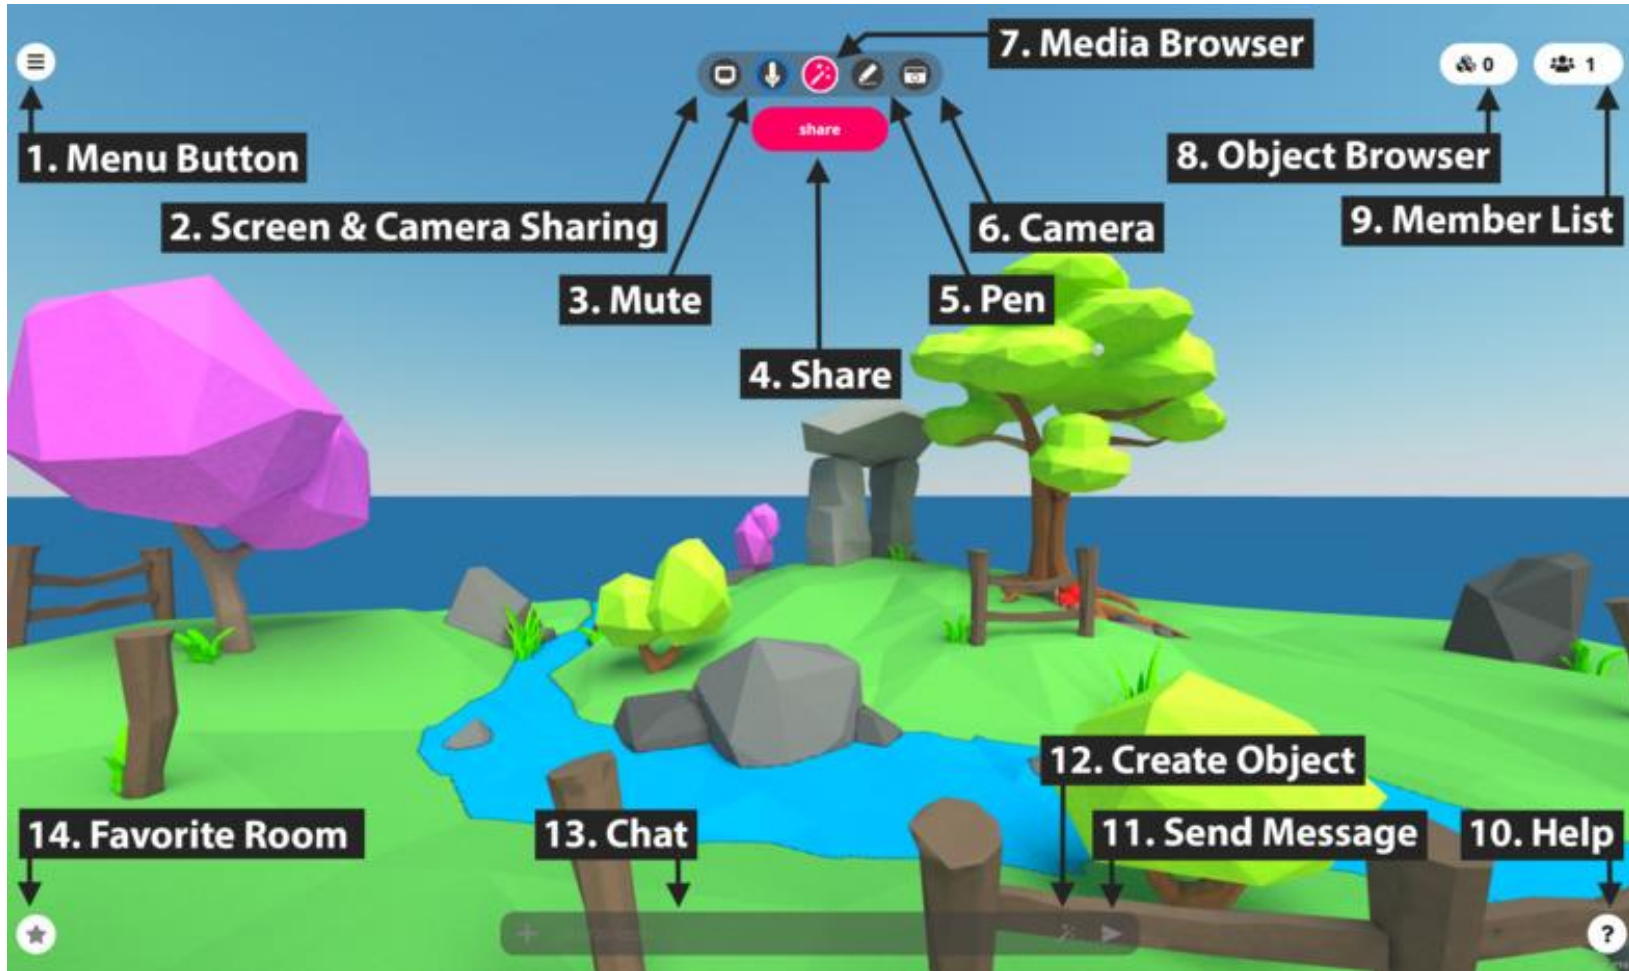 7. Media Browser
0
1
share
1. Menu Button
8. Object Browser
2. Screen & Camera Sharing
6. Camera
9. Member List
3. Mute
5. Pen
4. Share
12. Create Object
14. Favorite Room
13. Chat
11. Send Message
10. Help
?